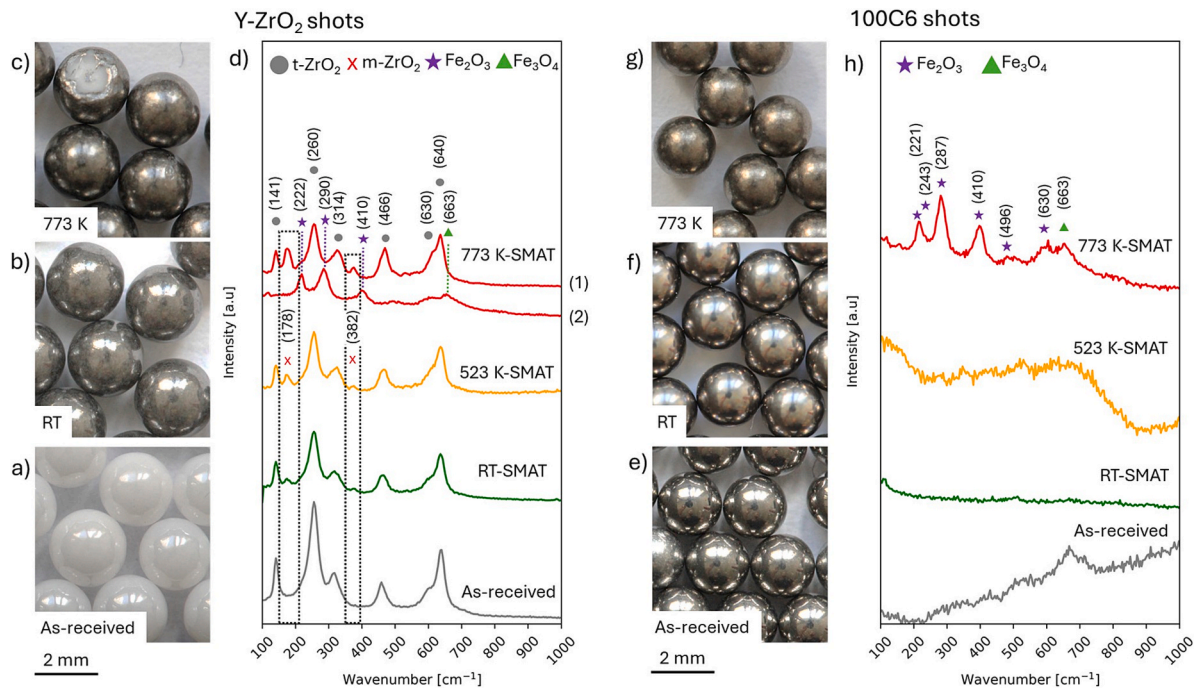 Y-ZrO₂ shots
100C6 shots
c)
773 K
b)
RT
a)
As-received
2 mm
d)
t-ZrO₂ x m-ZrO₂ Fe₂O₃ Fe₃O₄
(141)
(222)
(260)
(290)
(314)
(410)
(466)
(630)
(640)
(663)
773 K-SMAT
(1)
(2)
(178)
(382)
x
x
523 K-SMAT
RT-SMAT
As-received
Intensity [a.u]
100 200 300 400 500 600 700 800 900 1000
Wavenumber [cm⁻¹]
g)
773 K
f)
RT
e)
As-received
2 mm
h)
Fe₂O₃ Fe₃O₄
(221)
(243)
(287)
(410)
(496)
(630)
(663)
773 K-SMAT
523 K-SMAT
RT-SMAT
As-received
Intensity [a.u]
100 200 300 400 500 600 700 800 900 1000
Wavenumber [cm⁻¹]